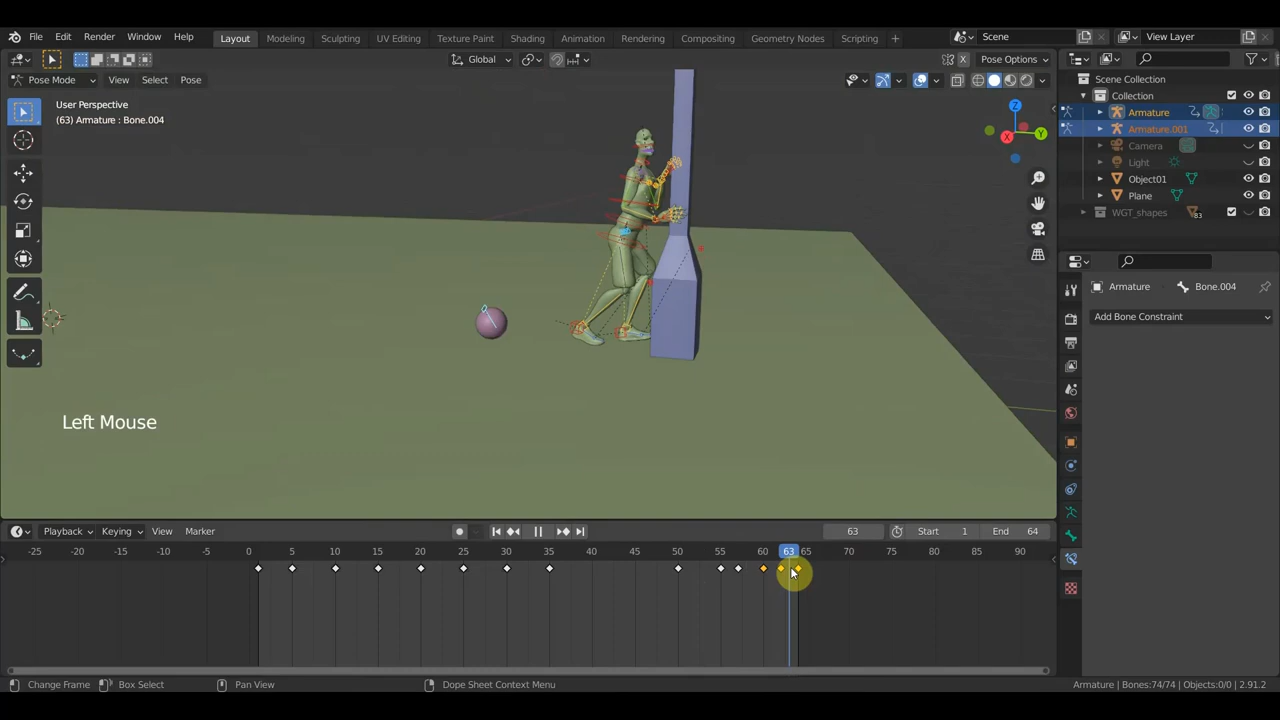 File Edit Render Window Help Layout Modeling Sculpting UV Editing Texture Paint Shading Animation Rendering Compositing Geometry Nodes Scripting + Scene View Layer
Global
Pose Mode View Select Pose X Pose Options
Scene Collection
Collection
Armature
Armature.001
Camera
Light
Object01
Plane
WGT_shapes 83
User Perspective
(63) Armature : Bone.004
Z
X Y
Armature Bone.004
Add Bone Constraint
Left Mouse
Playback Keying View Marker 63 Start 1 End 64
-25 -20 -15 -10 -5 0 5 10 15 20 25 30 35 40 45 50 55 60 63 65 70 75 80 85 90
Change Frame Box Select Pan View Dope Sheet Context Menu Armature | Bones:74/74 | Objects:0/0 | 2.91.2